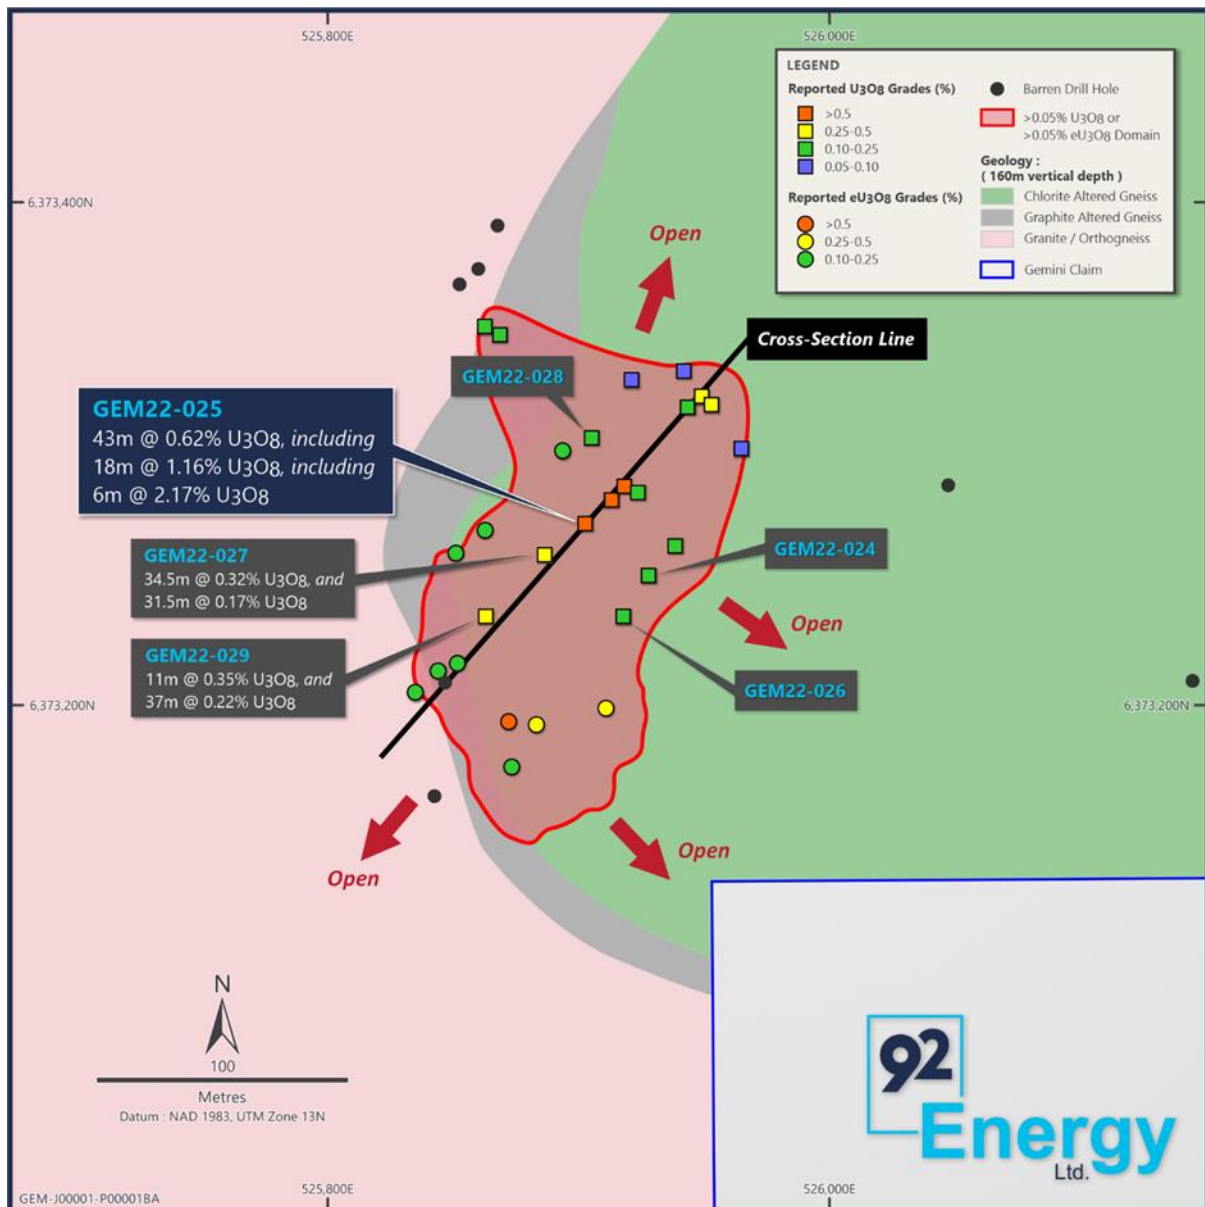 525,800E
526,000E
LEGEND
Reported U3O8 Grades (%)
>0.5
0.25-0.5
0.10-0.25
0.05-0.10
Reported eU3O8 Grades (%)
>0.5
0.25-0.5
0.10-0.25
Barren Drill Hole
>0.05% U3O8 or
>0.05% eU3O8 Domain
Geology :
( 160m vertical depth )
Chlorite Altered Gneiss
Graphite Altered Gneiss
Granite / Orthogneiss
Gemini Claim
6,373,400N
Open
Cross-Section Line
GEM22-028
GEM22-025
43m @ 0.62% U3O8, including
18m @ 1.16% U3O8, including
6m @ 2.17% U3O8
GEM22-027
34.5m @ 0.32% U3O8, and
31.5m @ 0.17% U3O8
GEM22-024
Open
GEM22-029
11m @ 0.35% U3O8, and
37m @ 0.22% U3O8
GEM22-026
6,373,200N
6,373,200N
Open
Open
N
100
Metres
Datum : NAD 1983, UTM Zone 13N
92
Energy
Ltd.
GEM-J00001-P00001BA
525,800E
526,000E